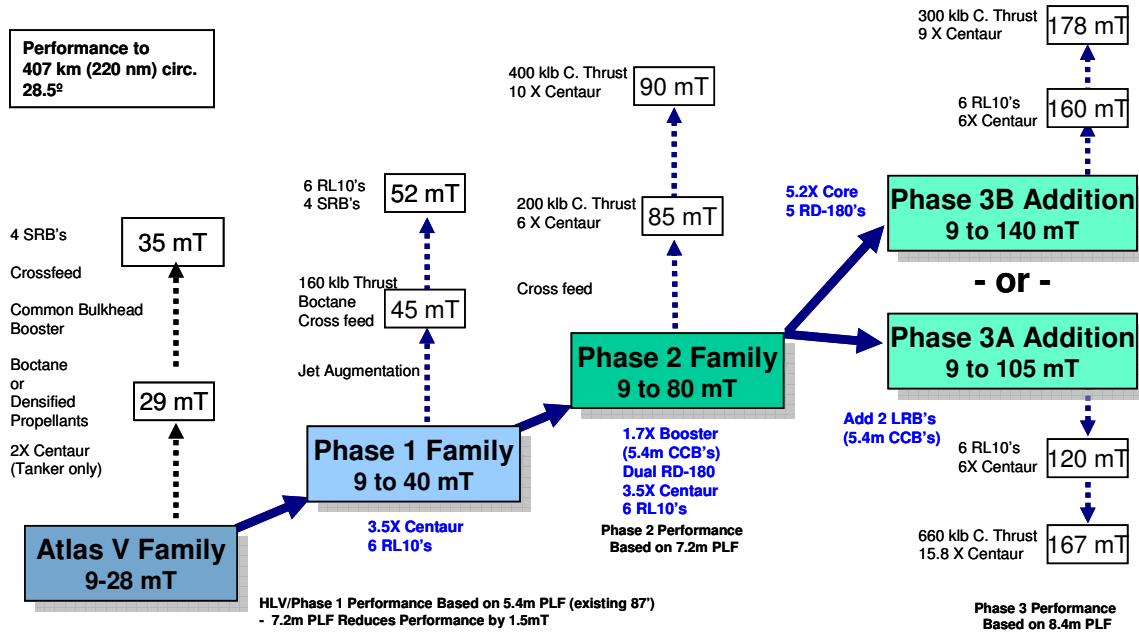 Performance to
407 km (220 nm) circ.
28.5º
4 SRB's
35 mT
Crossfeed
Common Bulkhead
Booster
Boctane
or
Densified
Propellants
29 mT
2X Centaur
(Tanker only)
Atlas V Family
9-28 mT
6 RL10's
4 SRB's
52 mT
160 klb Thrust
Boctane
Cross feed
45 mT
Jet Augmentation
Phase 1 Family
9 to 40 mT
3.5X Centaur
6 RL10's
HLV/Phase 1 Performance Based on 5.4m PLF (existing 87')
- 7.2m PLF Reduces Performance by 1.5mT
400 klb C. Thrust
10 X Centaur
90 mT
200 klb C. Thrust
6 X Centaur
85 mT
Cross feed
Phase 2 Family
9 to 80 mT
1.7X Booster
(5.4m CCB's)
Dual RD-180
3.5X Centaur
6 RL10's
Phase 2 Performance
Based on 7.2m PLF
300 klb C. Thrust
9 X Centaur
178 mT
6 RL10's
6X Centaur
160 mT
5.2X Core
5 RD-180's
Phase 3B Addition
9 to 140 mT
- or -
Phase 3A Addition
9 to 105 mT
Add 2 LRB's
(5.4m CCB's)
6 RL10's
6X Centaur
120 mT
660 klb C. Thrust
15.8 X Centaur
167 mT
Phase 3 Performance
Based on 8.4m PLF